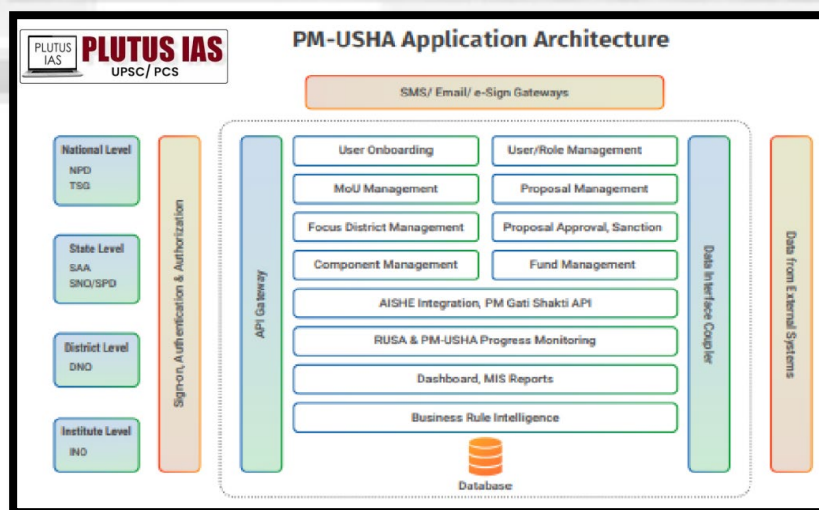 PLUTUS
IAS
PLUTUS IAS
UPSC/ PCS
PM-USHA Application Architecture
SMS/ Email/ e-Sign Gateways
National Level
NPD
TSG
State Level
SAA
SNO/SPD
District Level
DNO
Institute Level
INO
Sign-on, Authentication & Authorization
API Gateway
User Onboarding
User/Role Management
MoU Management
Proposal Management
Focus District Management
Proposal Approval, Sanction
Component Management
Fund Management
AISHE Integration, PM Gati Shakti API
RUSA & PM-USHA Progress Monitoring
Dashboard, MIS Reports
Business Rule Intelligence
Database
Data Interface Coupler
Data from External Systems